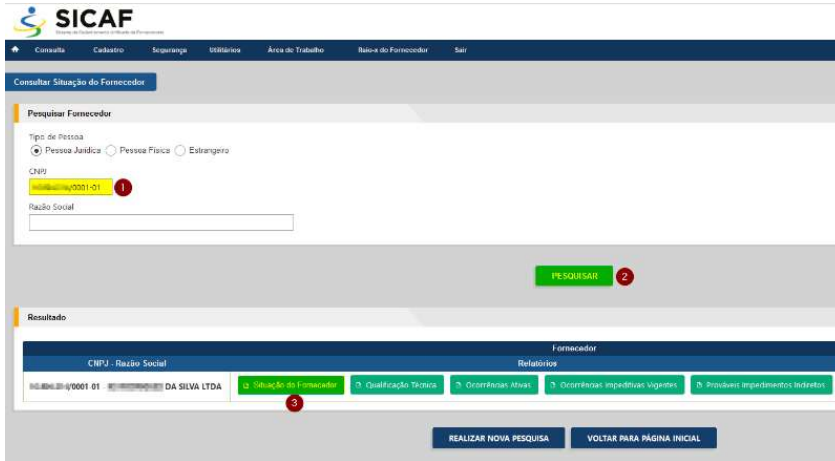 SICAF
Consulta Cadastro Segurança Utilitários Área de Trabalho Raio-x do Fornecedor Sair
Consultar Situação do Fornecedor
Pesquisar Fornecedor
Tipo de Pessoa
Pessoa Jurídica Pessoa Física Estrangeiro
CNPJ
/0001-01 1
Razão Social
PESQUISAR 2
Resultado
Fornecedor
CNPJ - Razão Social Relatórios
/0001-01 - DA SILVA LTDA Situação do Fornecedor Qualificação Técnica Ocorrências Ativas Ocorrências Impeditivas Vigentes Prováveis Impedimentos Indiretos
3
REALIZAR NOVA PESQUISA VOLTAR PARA PÁGINA INICIAL